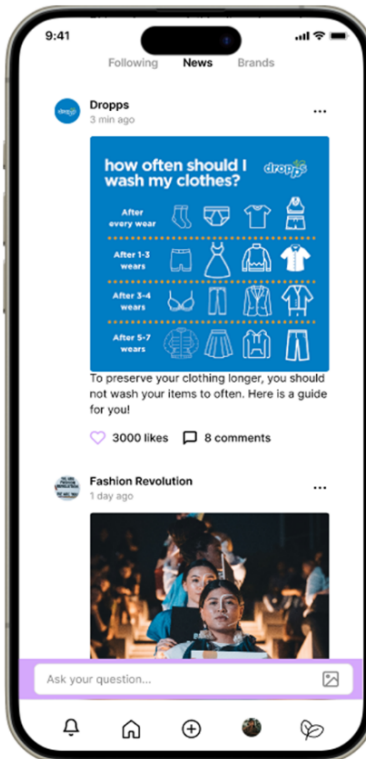 9:41
Following News Brands
Dropps
3 min ago
how often should I
wash my clothes?
dropps
After
every wear
After 1-3
wears
After 3-4
wears
After 5-7
wears
To preserve your clothing longer, you should
not wash your items to often. Here is a guide
for you!
3000 likes 8 comments
Fashion Revolution
1 day ago
Ask your question...